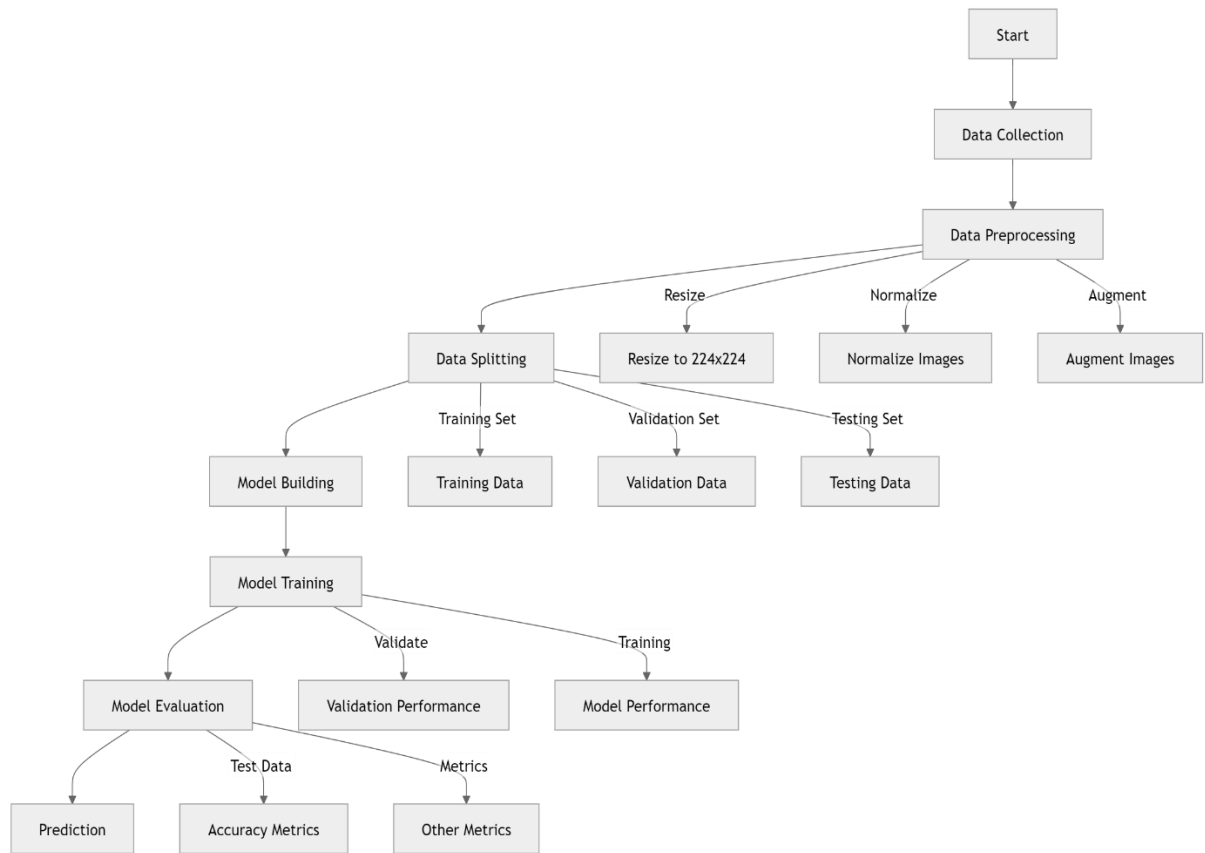 Start
Data Collection
Data Preprocessing
Resize
Normalize
Augment
Data Splitting
Resize to 224x224
Normalize Images
Augment Images
Training Set
Validation Set
Testing Set
Model Building
Training Data
Validation Data
Testing Data
Model Training
Validate
Training
Model Evaluation
Validation Performance
Model Performance
Test Data
Metrics
Prediction
Accuracy Metrics
Other Metrics